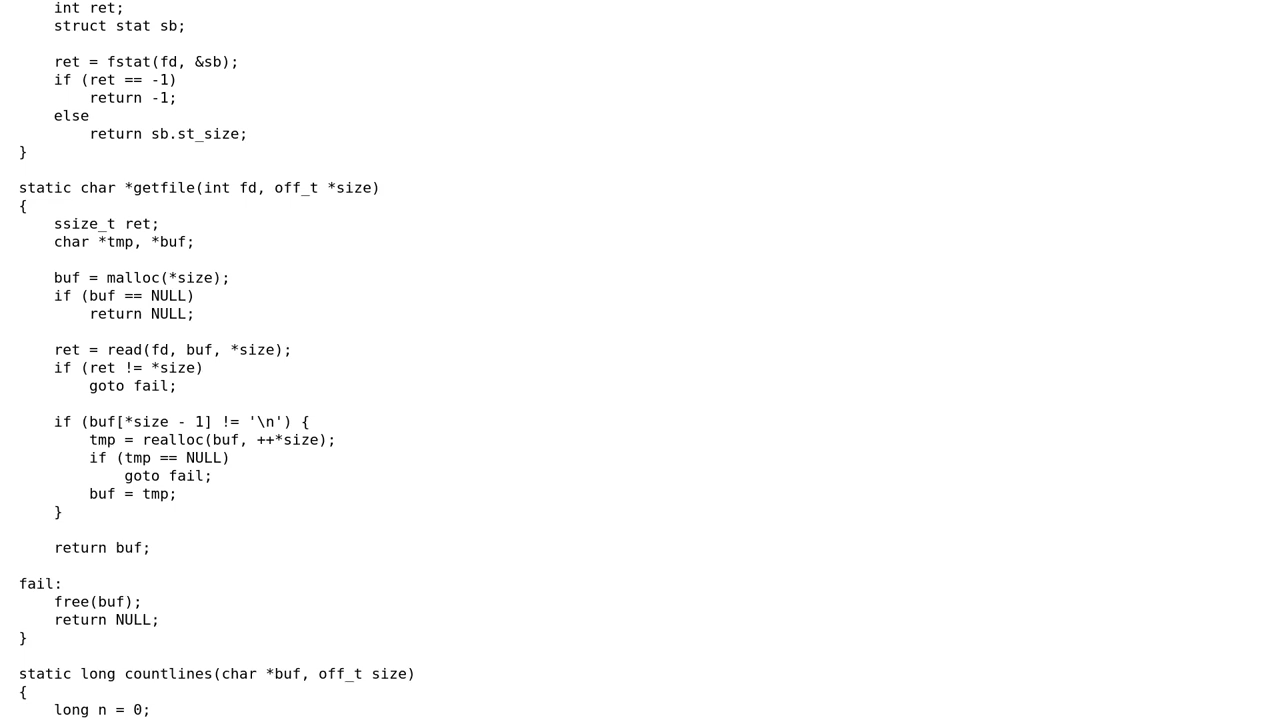 int ret;
    struct stat sb;

    ret = fstat(fd, &sb);
    if (ret == -1)
        return -1;
    else
        return sb.st_size;
}

static char *getfile(int fd, off_t *size)
{
    ssize_t ret;
    char *tmp, *buf;

    buf = malloc(*size);
    if (buf == NULL)
        return NULL;

    ret = read(fd, buf, *size);
    if (ret != *size)
        goto fail;

    if (buf[*size - 1] != '\n') {
        tmp = realloc(buf, ++*size);
        if (tmp == NULL)
            goto fail;
        buf = tmp;
    }

    return buf;

fail:
    free(buf);
    return NULL;
}

static long countlines(char *buf, off_t size)
{
    long n = 0;